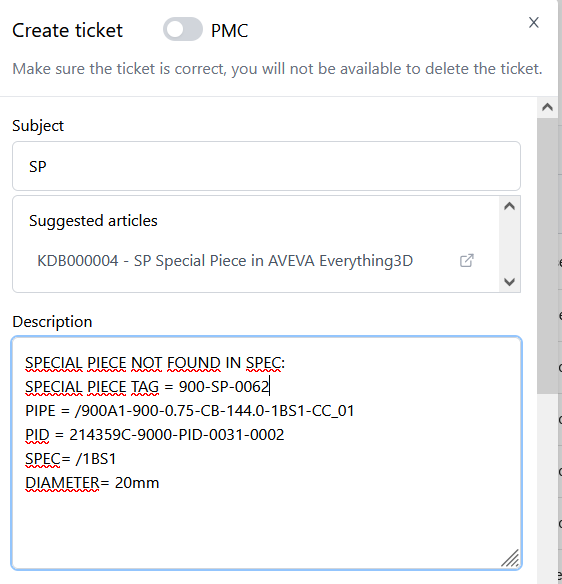 Create ticket PMC
Make sure the ticket is correct, you will not be available to delete the ticket.
Subject
SP
Suggested articles
KDB000004 - SP Special Piece in AVEVA Everything3D
Description
SPECIAL PIECE NOT FOUND IN SPEC:
SPECIAL PIECE TAG = 900-SP-0062
PIPE = /900A1-900-0.75-CB-144.0-1BS1-CC_01
PID = 214359C-9000-PID-0031-0002
SPEC= /1BS1
DIAMETER= 20mm